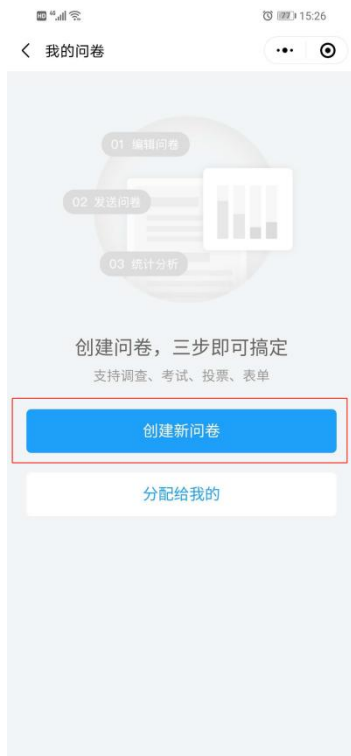 HD 4G 15:26
我的问卷
01 编辑问卷
02 发送问卷
03 统计分析
创建问卷，三步即可搞定
支持调查、考试、投票、表单
创建新问卷
分配给我的